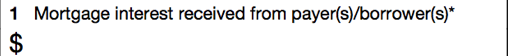 1 Mortgage interest received from payer(s)/borrower(s)*
$